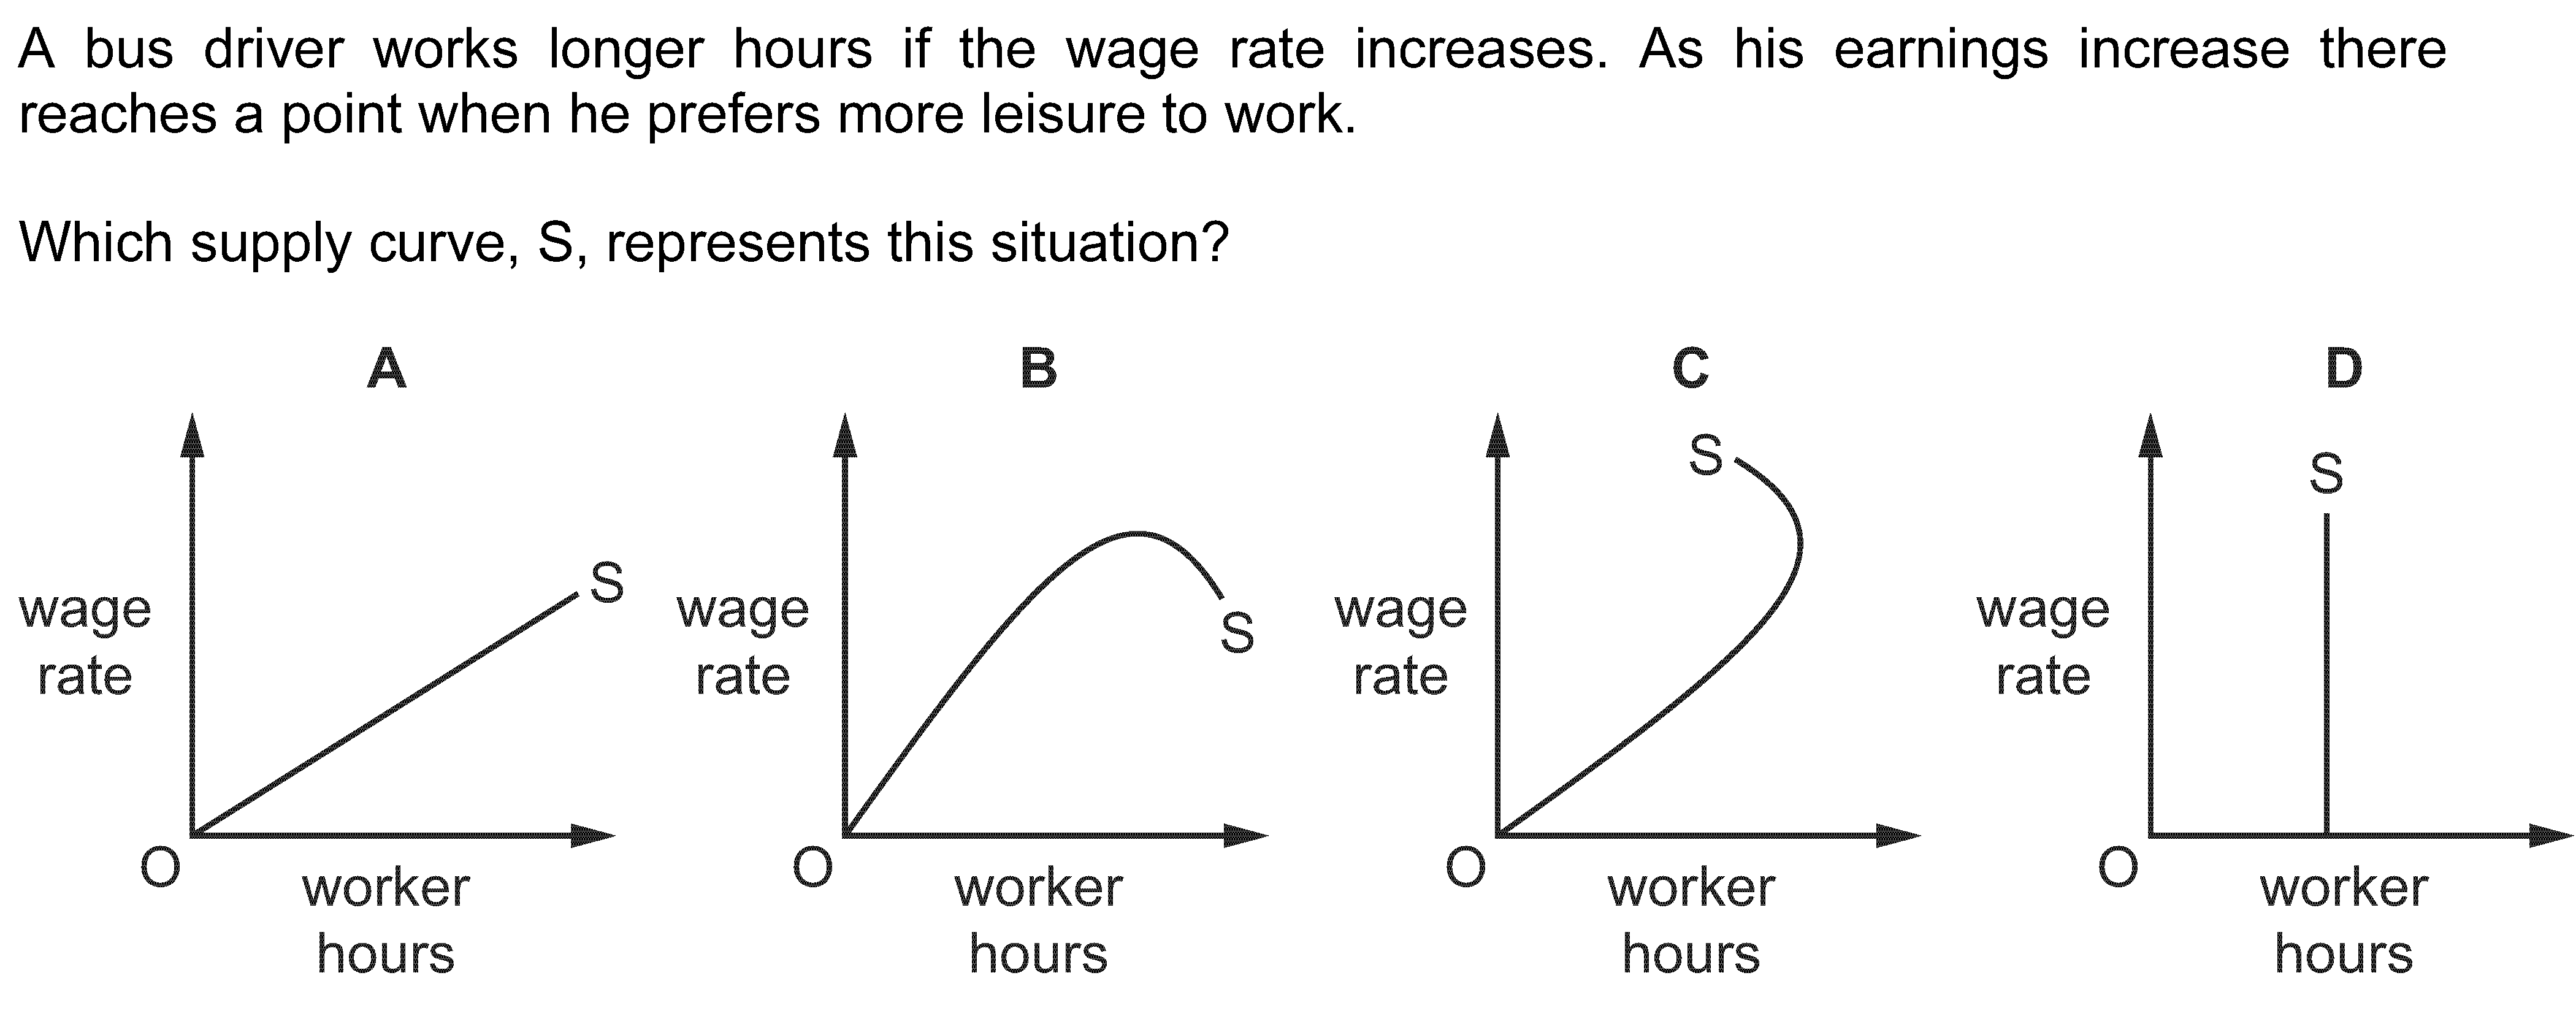 A bus driver works longer hours if the wage rate increases. As his earnings increase there
reaches a point when he prefers more leisure to work.
Which supply curve, S, represents this situation?
A
B
C
D
wage
rate
S
O
worker
hours
wage
rate
S
O
worker
hours
wage
rate
S
O
worker
hours
wage
rate
S
O
worker
hours